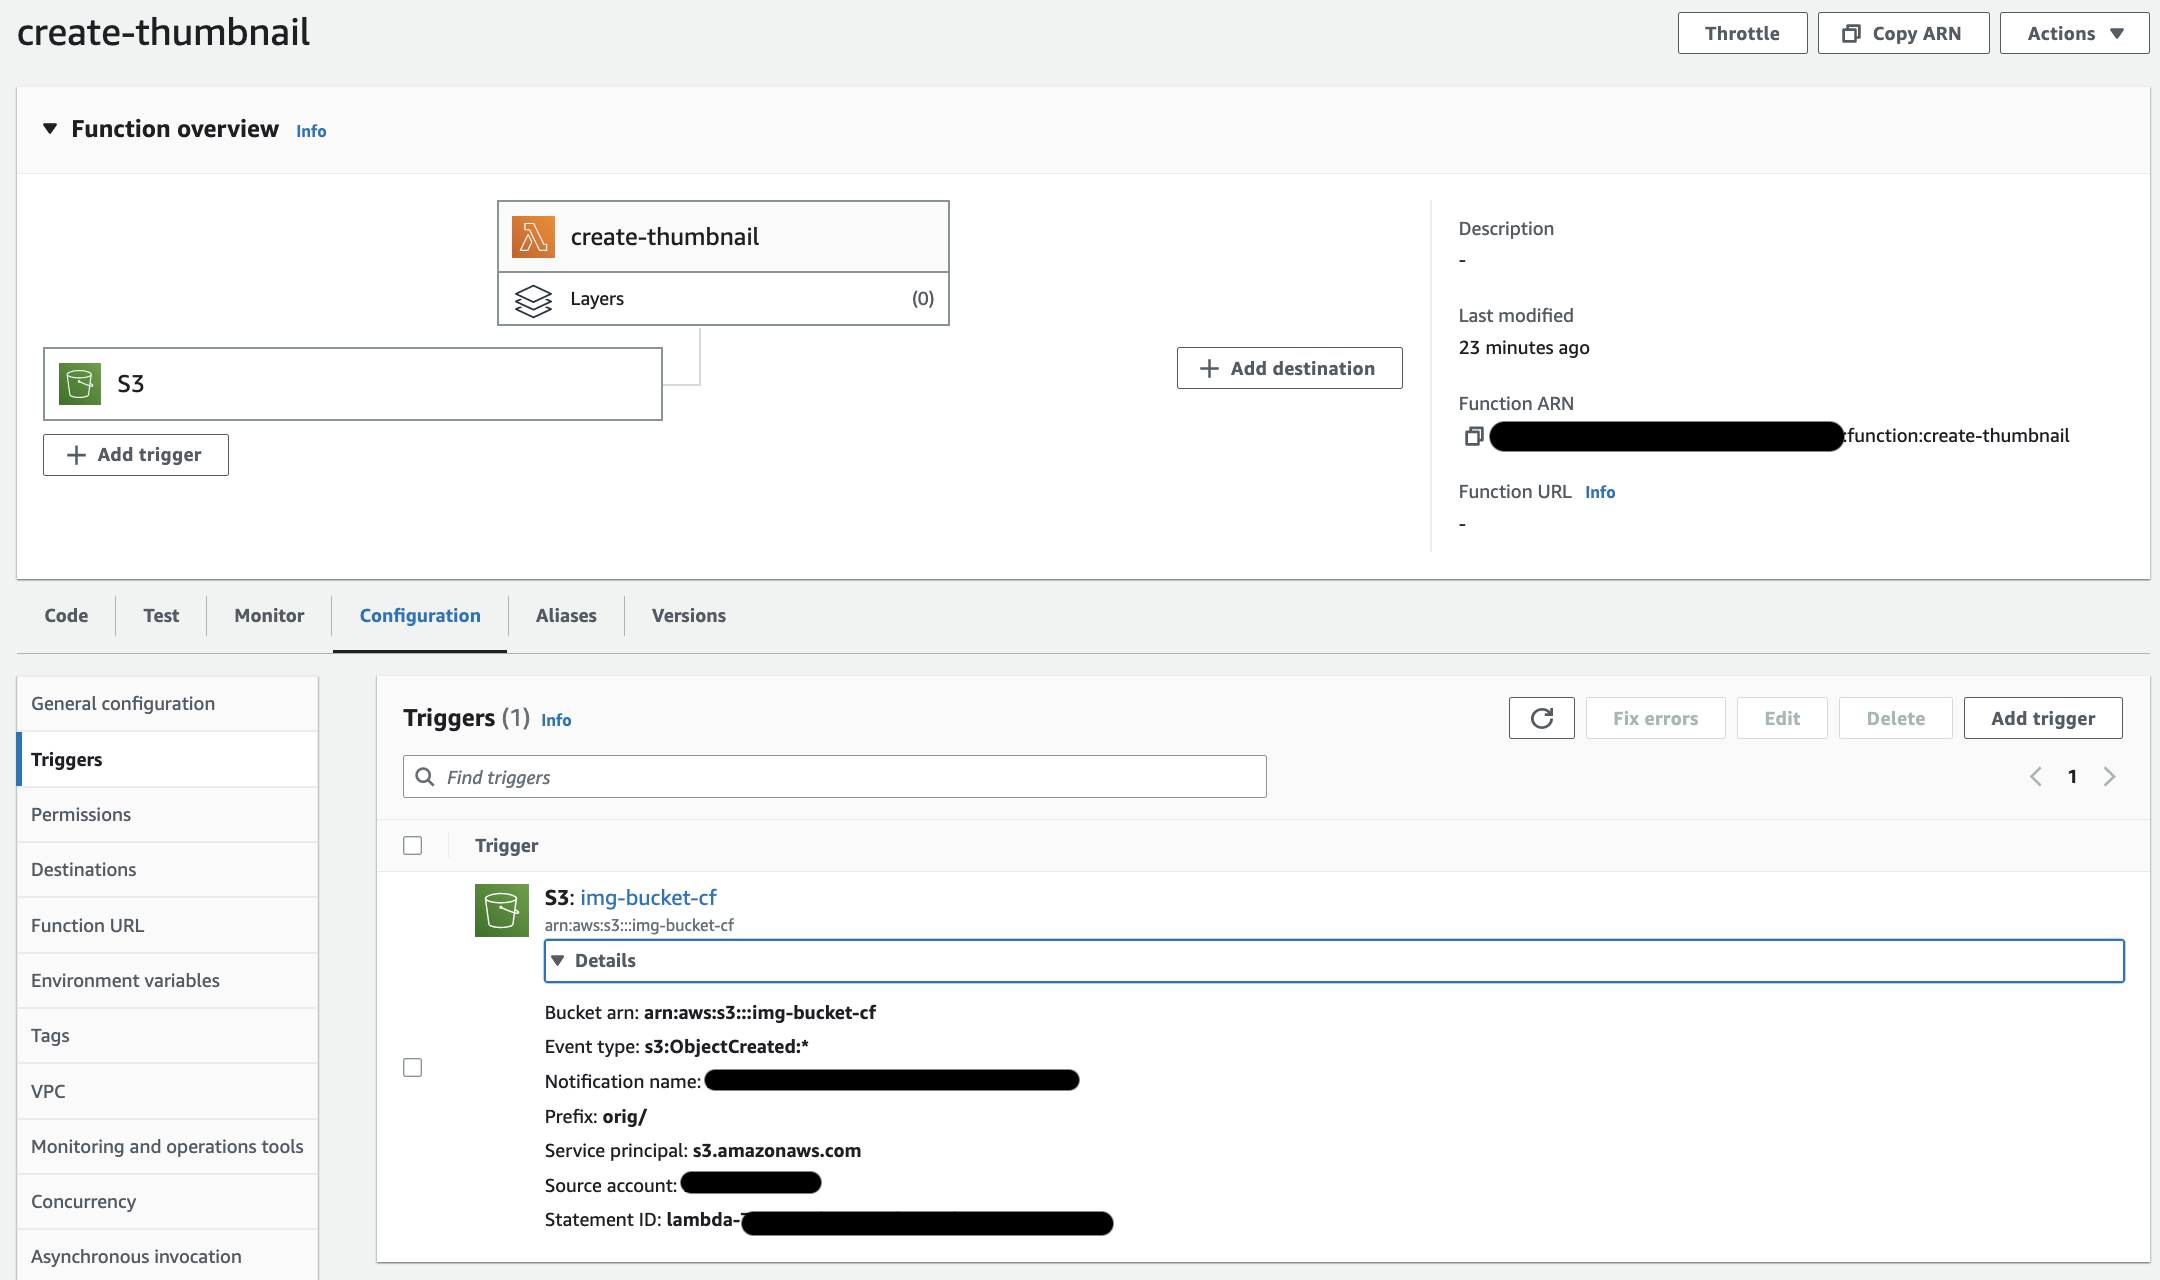 create-thumbnail
Throttle
Copy ARN
Actions
Function overview Info
create-thumbnail
Layers (0)
S3
Add trigger
Add destination
Description
-
Last modified
23 minutes ago
Function ARN
:function:create-thumbnail
Function URL Info
-
Code
Test
Monitor
Configuration
Aliases
Versions
General configuration
Triggers
Permissions
Destinations
Function URL
Environment variables
Tags
VPC
Monitoring and operations tools
Concurrency
Asynchronous invocation
Triggers (1) Info
Fix errors
Edit
Delete
Add trigger
Find triggers
1
Trigger
S3: img-bucket-cf
arn:aws:s3:::img-bucket-cf
Details
Bucket arn: arn:aws:s3:::img-bucket-cf
Event type: s3:ObjectCreated:*
Notification name:
Prefix: orig/
Service principal: s3.amazonaws.com
Source account:
Statement ID: lambda-